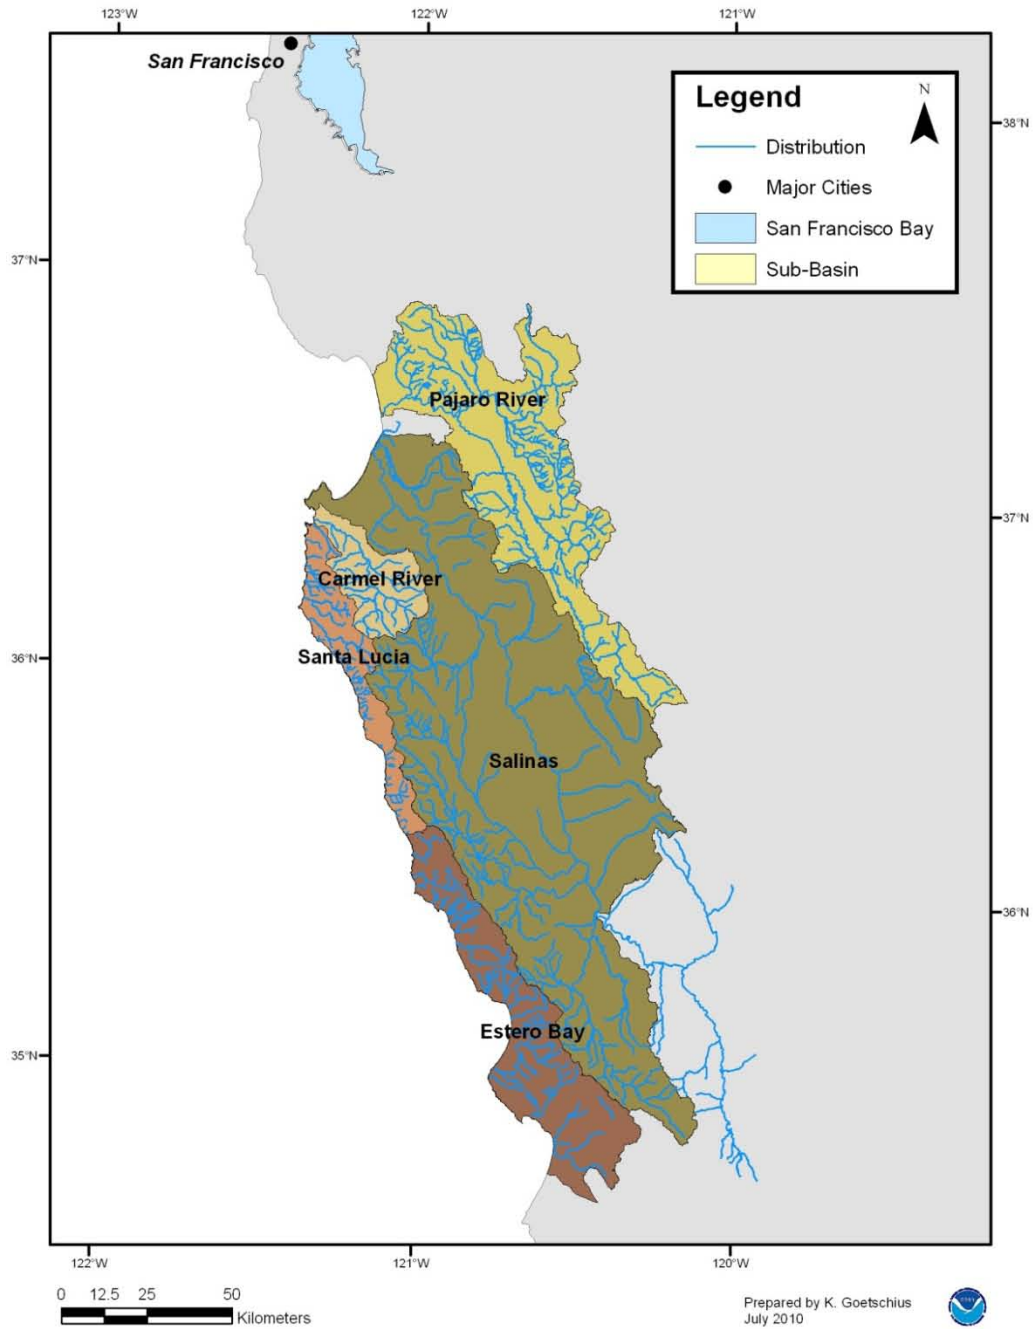 123°W 122°W 121°W
San Francisco
Legend
N
Distribution
Major Cities
San Francisco Bay
Sub-Basin
38°N
37°N
Pajaro River
37°N
Carmel River
Santa Lucia
36°N
Salinas
36°N
Estero Bay
35°N
122°W 121°W 120°W
0 12.5 25 50
Kilometers
Prepared by K. Goetschius
July 2010